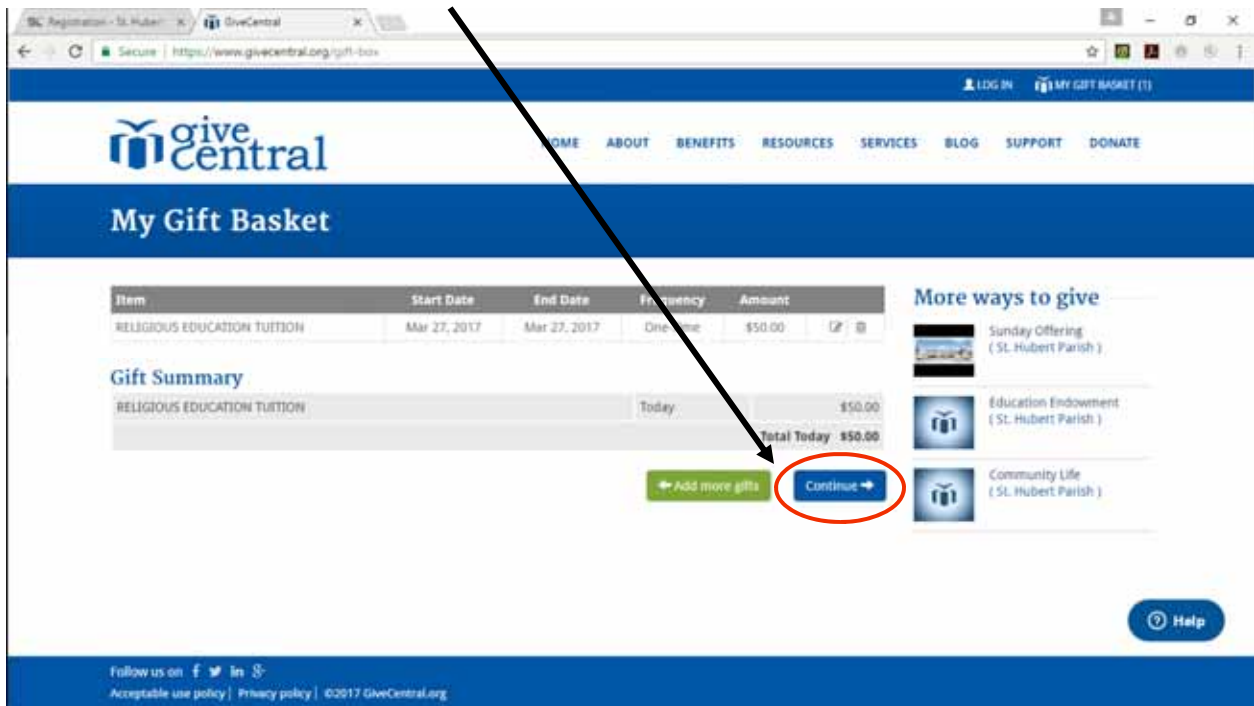 Registration - St. Huber
GiveCentral
Secure | https://www.givecentral.org/gift-box
LOG IN MY GIFT BASKET (1)
give central
HOME ABOUT BENEFITS RESOURCES SERVICES BLOG SUPPORT DONATE
My Gift Basket
Item Start Date End Date Frequency Amount
RELIGIOUS EDUCATION TUITION Mar 27, 2017 Mar 27, 2017 One-Time $50.00
Gift Summary
RELIGIOUS EDUCATION TUITION Today $50.00
Total Today $50.00
Add more gifts Continue
More ways to give
Sunday Offering
( St. Hubert Parish )
Education Endowment
( St. Hubert Parish )
Community Life
( St. Hubert Parish )
Help
Follow us on f in g+
Acceptable use policy | Privacy policy | ©2017 GiveCentral.org